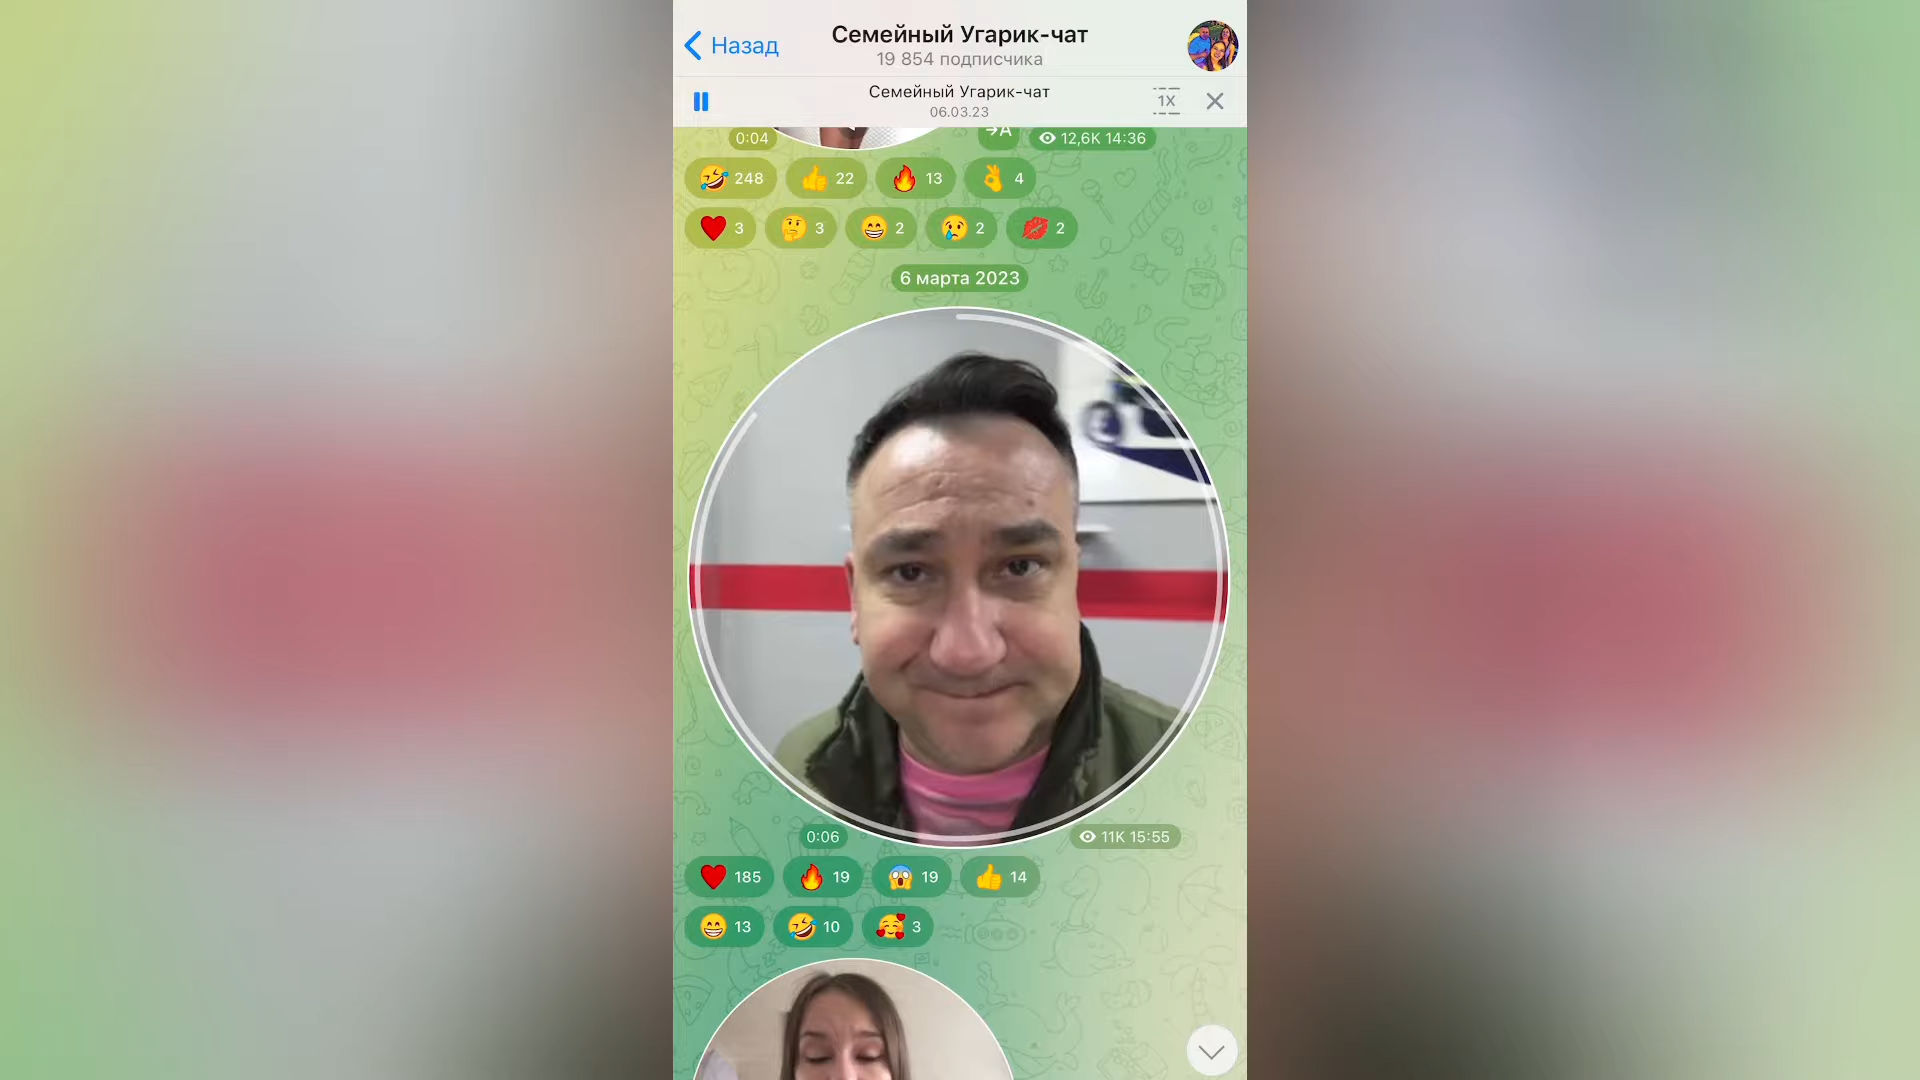 Назад
Семейный Угарик-чат
19 854 подписчика
Семейный Угарик-чат
06.03.23
1X
0:04
→A
12,6K 14:36
248
22
13
4
3
3
2
2
2
6 марта 2023
0:06
11K 15:55
185
19
19
14
13
10
3